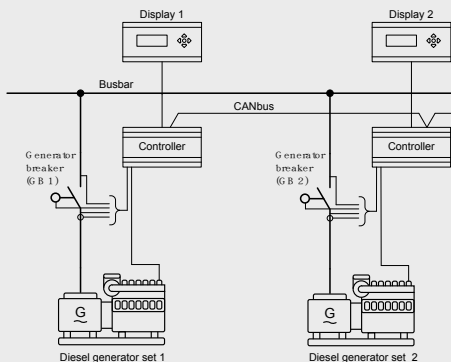 Display 1
Display 2
Busbar
CANbus
Controller
Controller
Generator
breaker
(GB 1)
Generator
breaker
(GB 2)
G
~
G
~
Diesel generator set 1
Diesel generator set 2